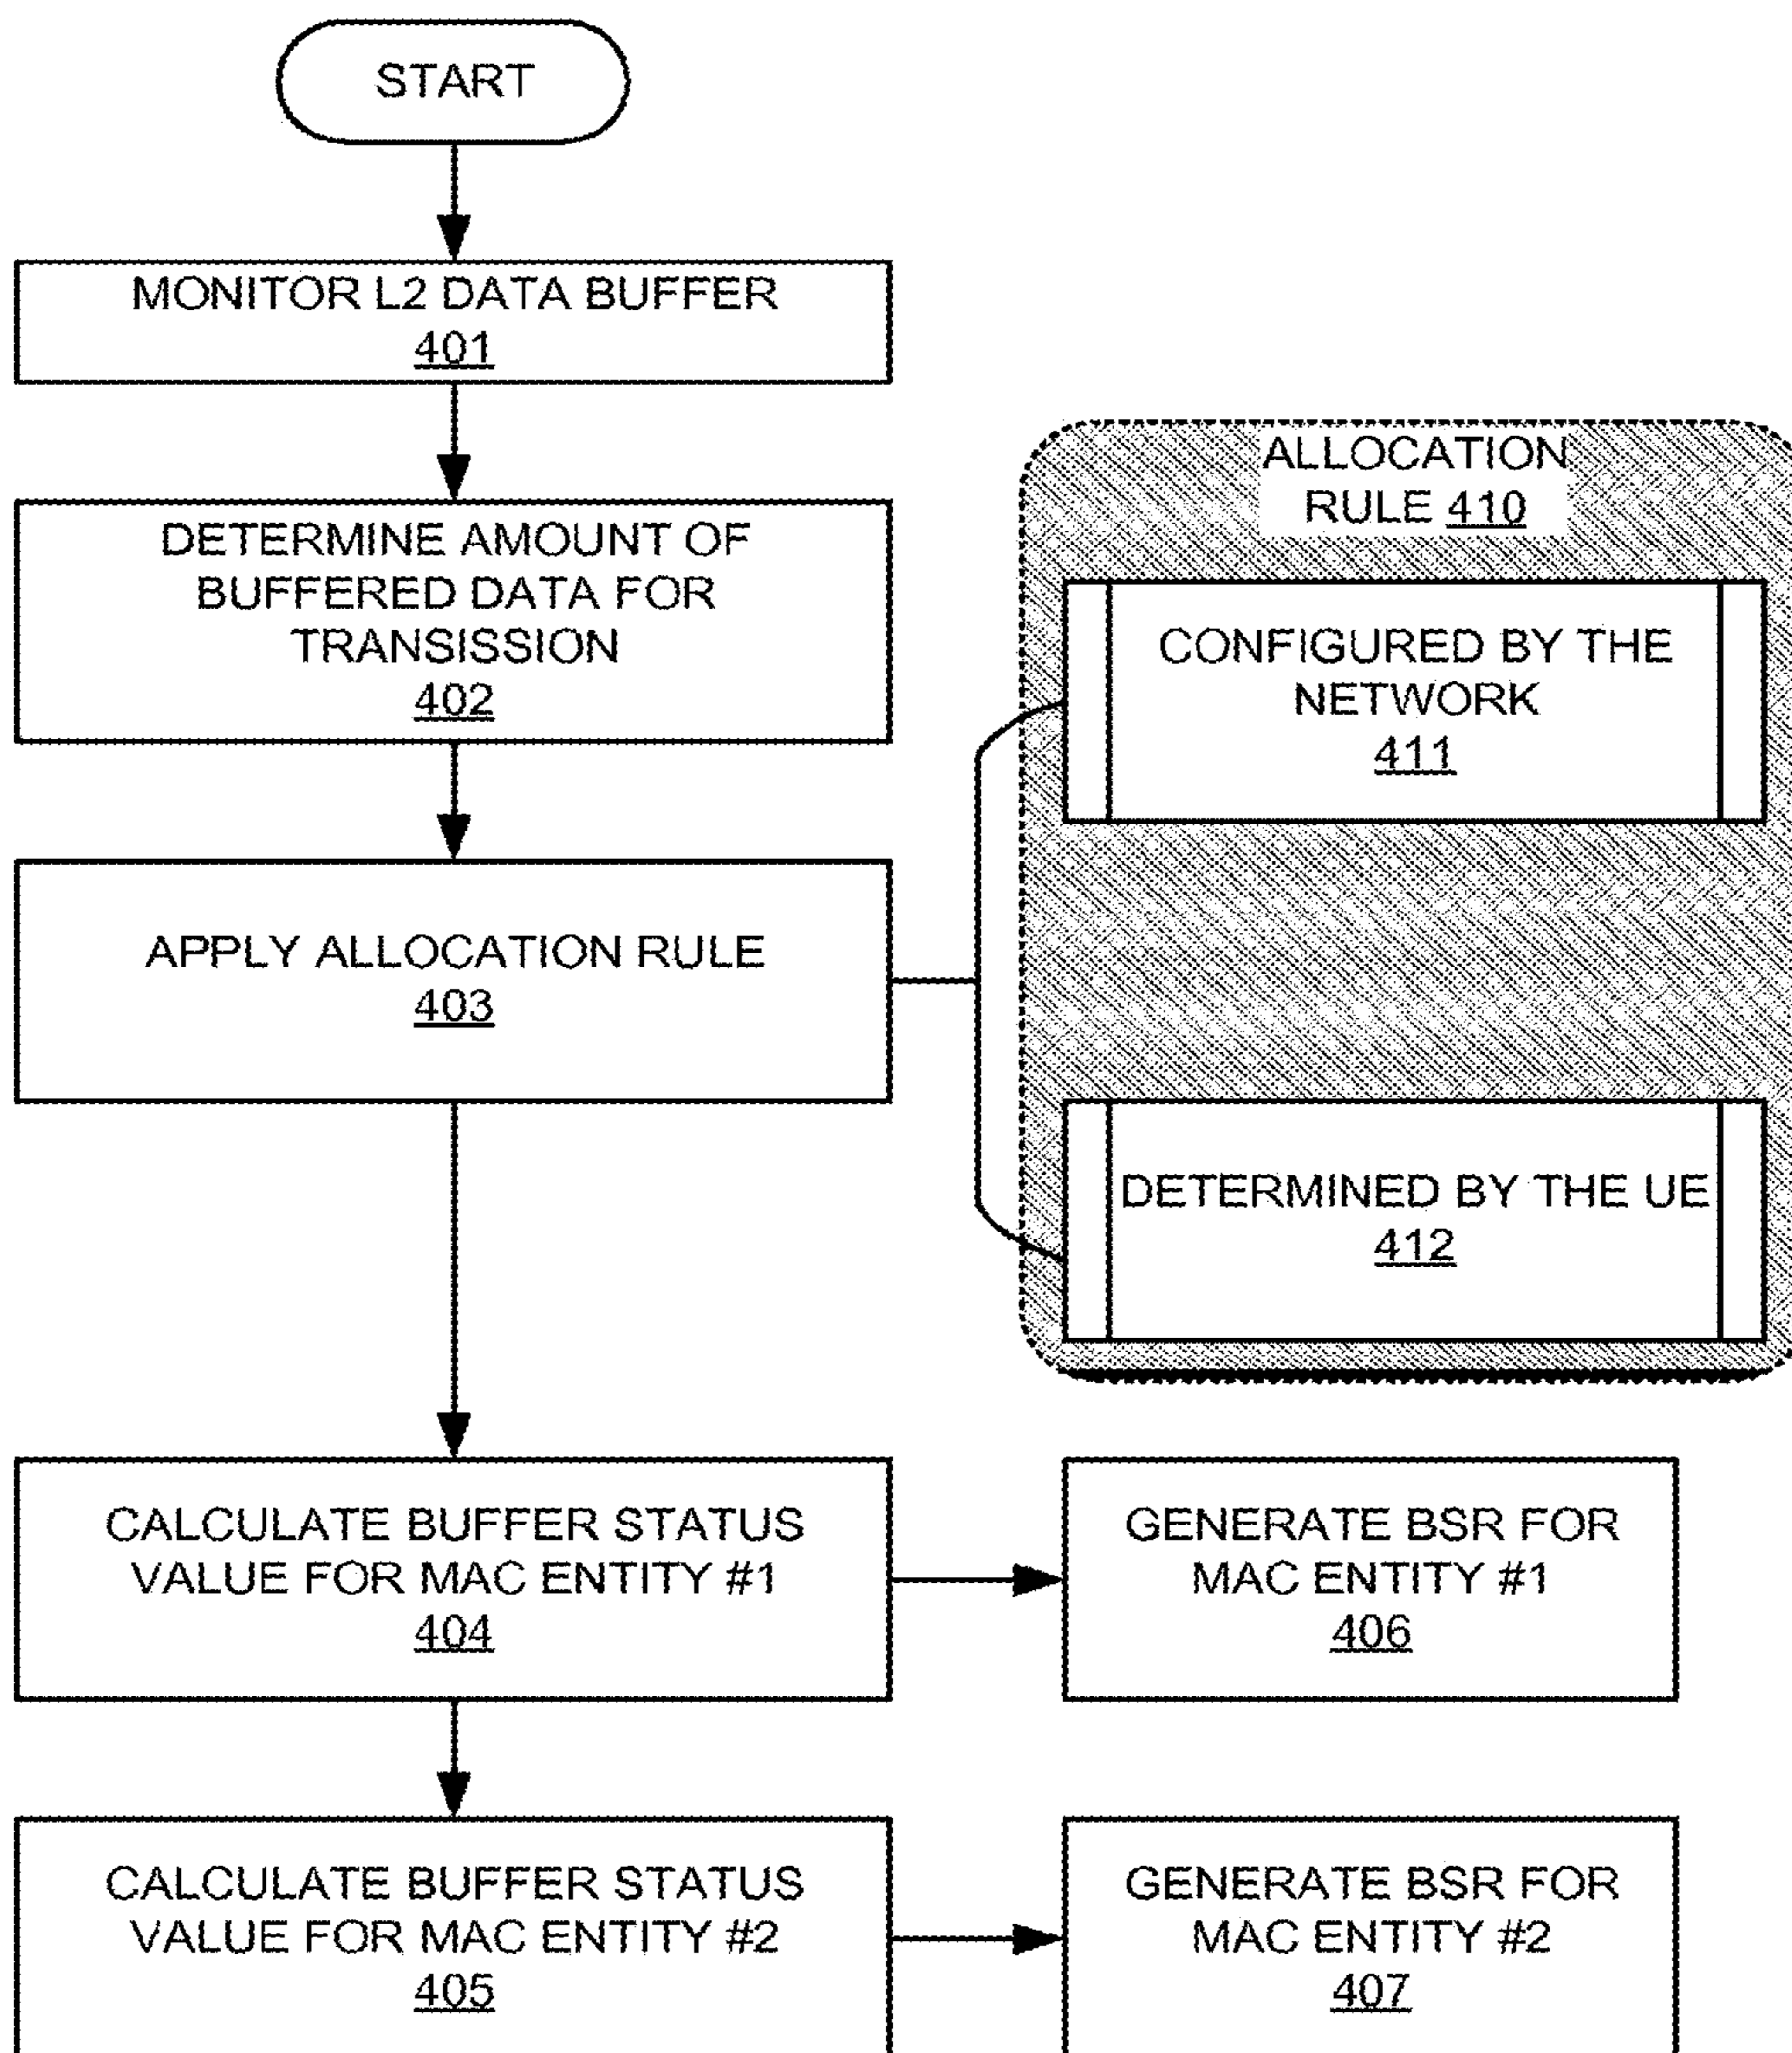 START
MONITOR L2 DATA BUFFER
401
DETERMINE AMOUNT OF
BUFFERED DATA FOR
TRANSISSION
402
APPLY ALLOCATION RULE
403
ALLOCATION
RULE 410
CONFIGURED BY THE
NETWORK
411
DETERMINED BY THE UE
412
CALCULATE BUFFER STATUS
VALUE FOR MAC ENTITY #1
404
GENERATE BSR FOR
MAC ENTITY #1
406
CALCULATE BUFFER STATUS
VALUE FOR MAC ENTITY #2
405
GENERATE BSR FOR
MAC ENTITY #2
407